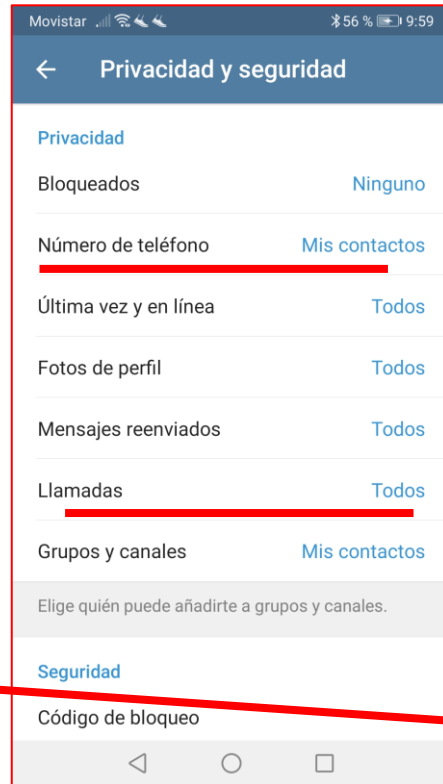 Movistar 56 % 9:59
Privacidad y seguridad
Privacidad
Bloqueados Ninguno
Número de teléfono Mis contactos
Última vez y en línea Todos
Fotos de perfil Todos
Mensajes reenviados Todos
Llamadas Todos
Grupos y canales Mis contactos
Elige quién puede añadirte a grupos y canales.
Seguridad
Código de bloqueo